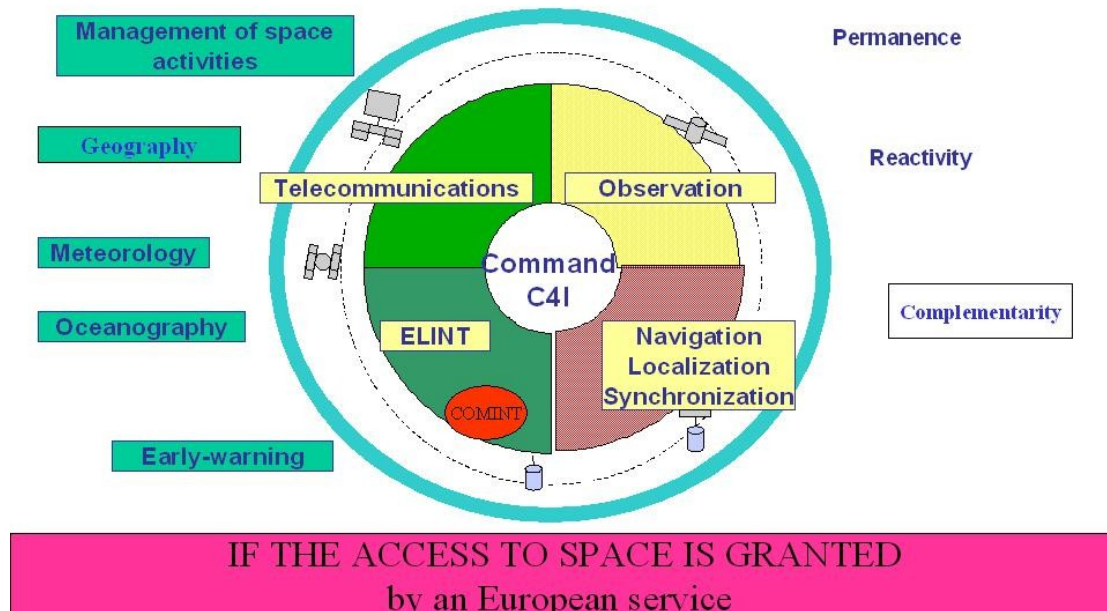 Management of space
activities
Permanence
Geography
Reactivity
Telecommunications
Observation
Meteorology
Command
C4I
Oceanography
Complementarity
ELINT
Navigation
Localization
Synchronization
COMINT
Early-warning
IF THE ACCESS TO SPACE IS GRANTED
by an European service